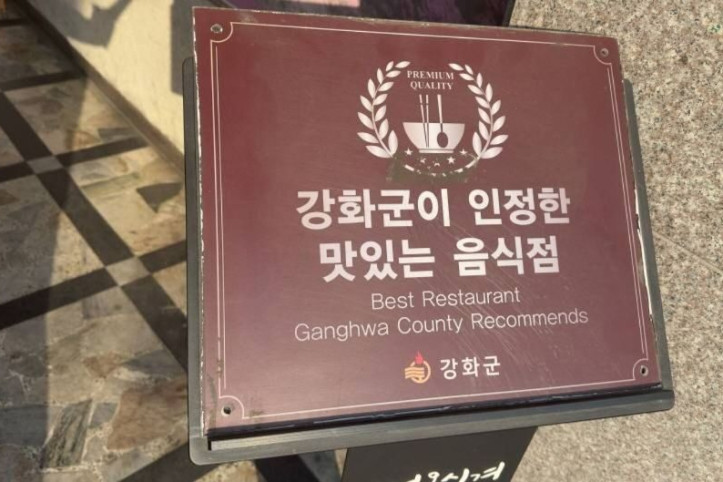 PREMIUM
QUALITY
강화군이 인정한
맛있는 음식점
Best Restaurant
Ganghwa County Recommends
강화군